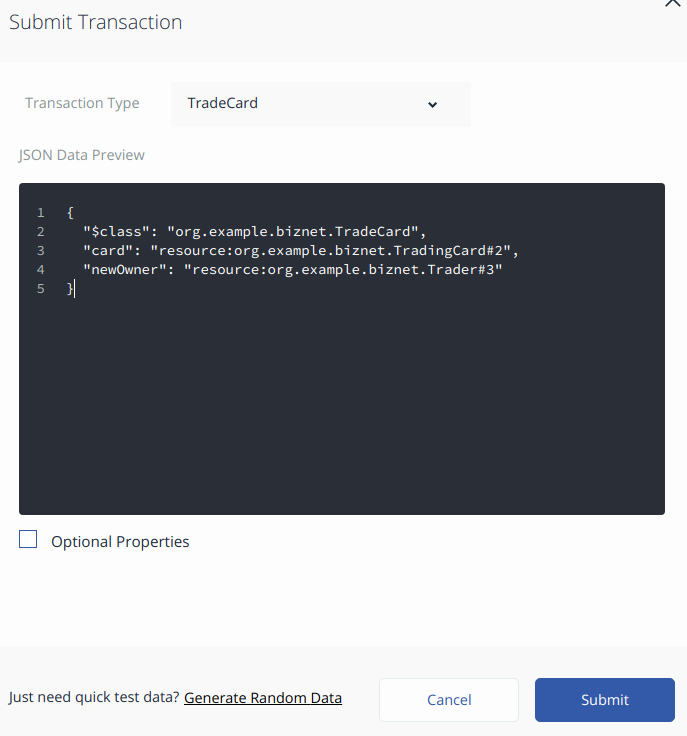 Submit Transaction
Transaction Type
TradeCard
JSON Data Preview
1 {
2 "$class": "org.example.biznet.TradeCard",
3 "card": "resource:org.example.biznet.TradingCard#2",
4 "newOwner": "resource:org.example.biznet.Trader#3"
5 }
Optional Properties
Just need quick test data? Generate Random Data
Cancel
Submit